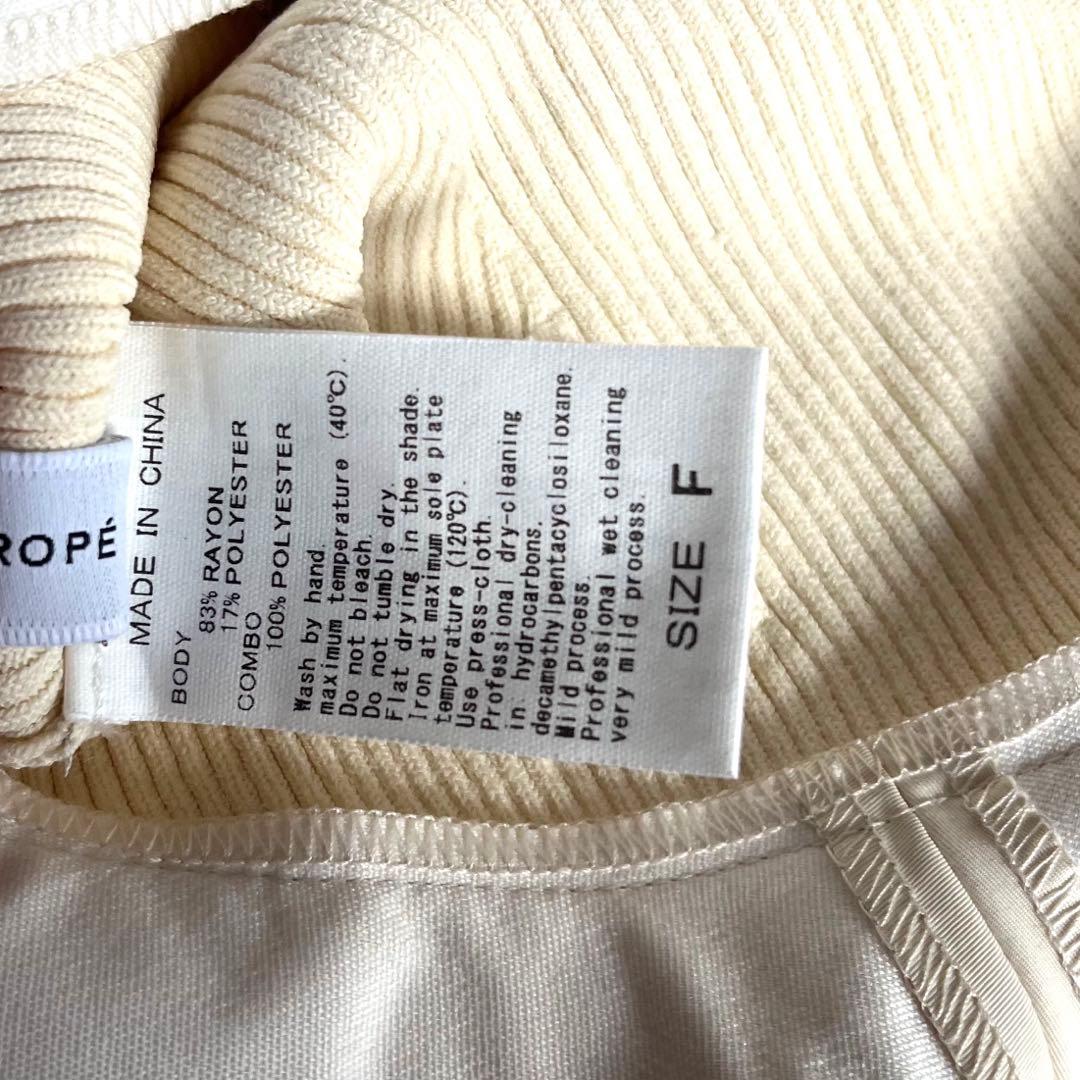 ROPÉ
MADE IN CHINA
BODY
83% RAYON
17% POLYESTER
COMBO
100% POLYESTER
Wash by hand.
maximum temperature (40℃).
Do not bleach.
Do not tumble dry.
Flat drying in the shade.
Iron at maximum sole plate
temperature (120℃).
Use press-cloth.
Professional dry-cleaning
in hydrocarbons.
decamethylpentacyclosiloxane.
Mild process.
Professional wet cleaning
very mild process.
SIZE F